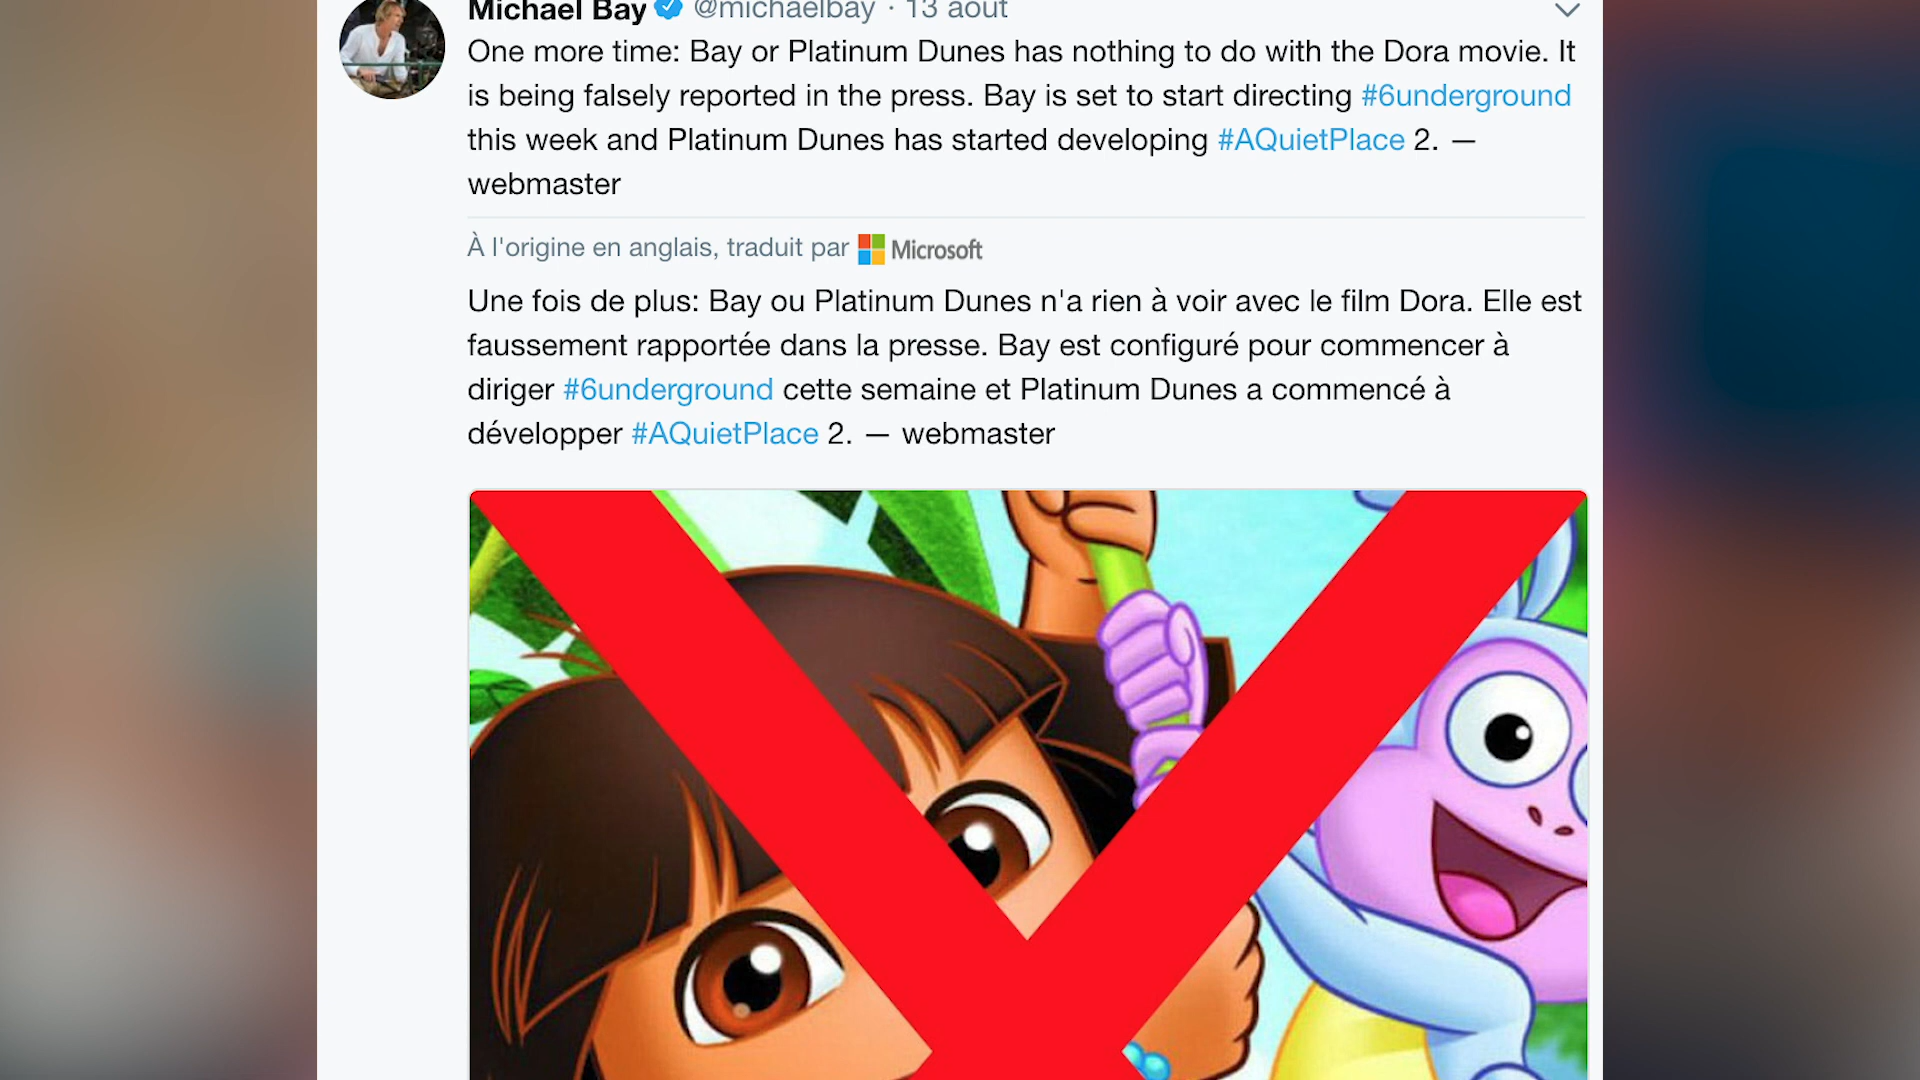 Michael Bay @michaelbay · 13 août
One more time: Bay or Platinum Dunes has nothing to do with the Dora movie. It
is being falsely reported in the press. Bay is set to start directing #6underground
this week and Platinum Dunes has started developing #AQuietPlace 2. —
webmaster
À l'origine en anglais, traduit par Microsoft
Une fois de plus: Bay ou Platinum Dunes n'a rien à voir avec le film Dora. Elle est
faussement rapportée dans la presse. Bay est configuré pour commencer à
diriger #6underground cette semaine et Platinum Dunes a commencé à
développer #AQuietPlace 2. — webmaster